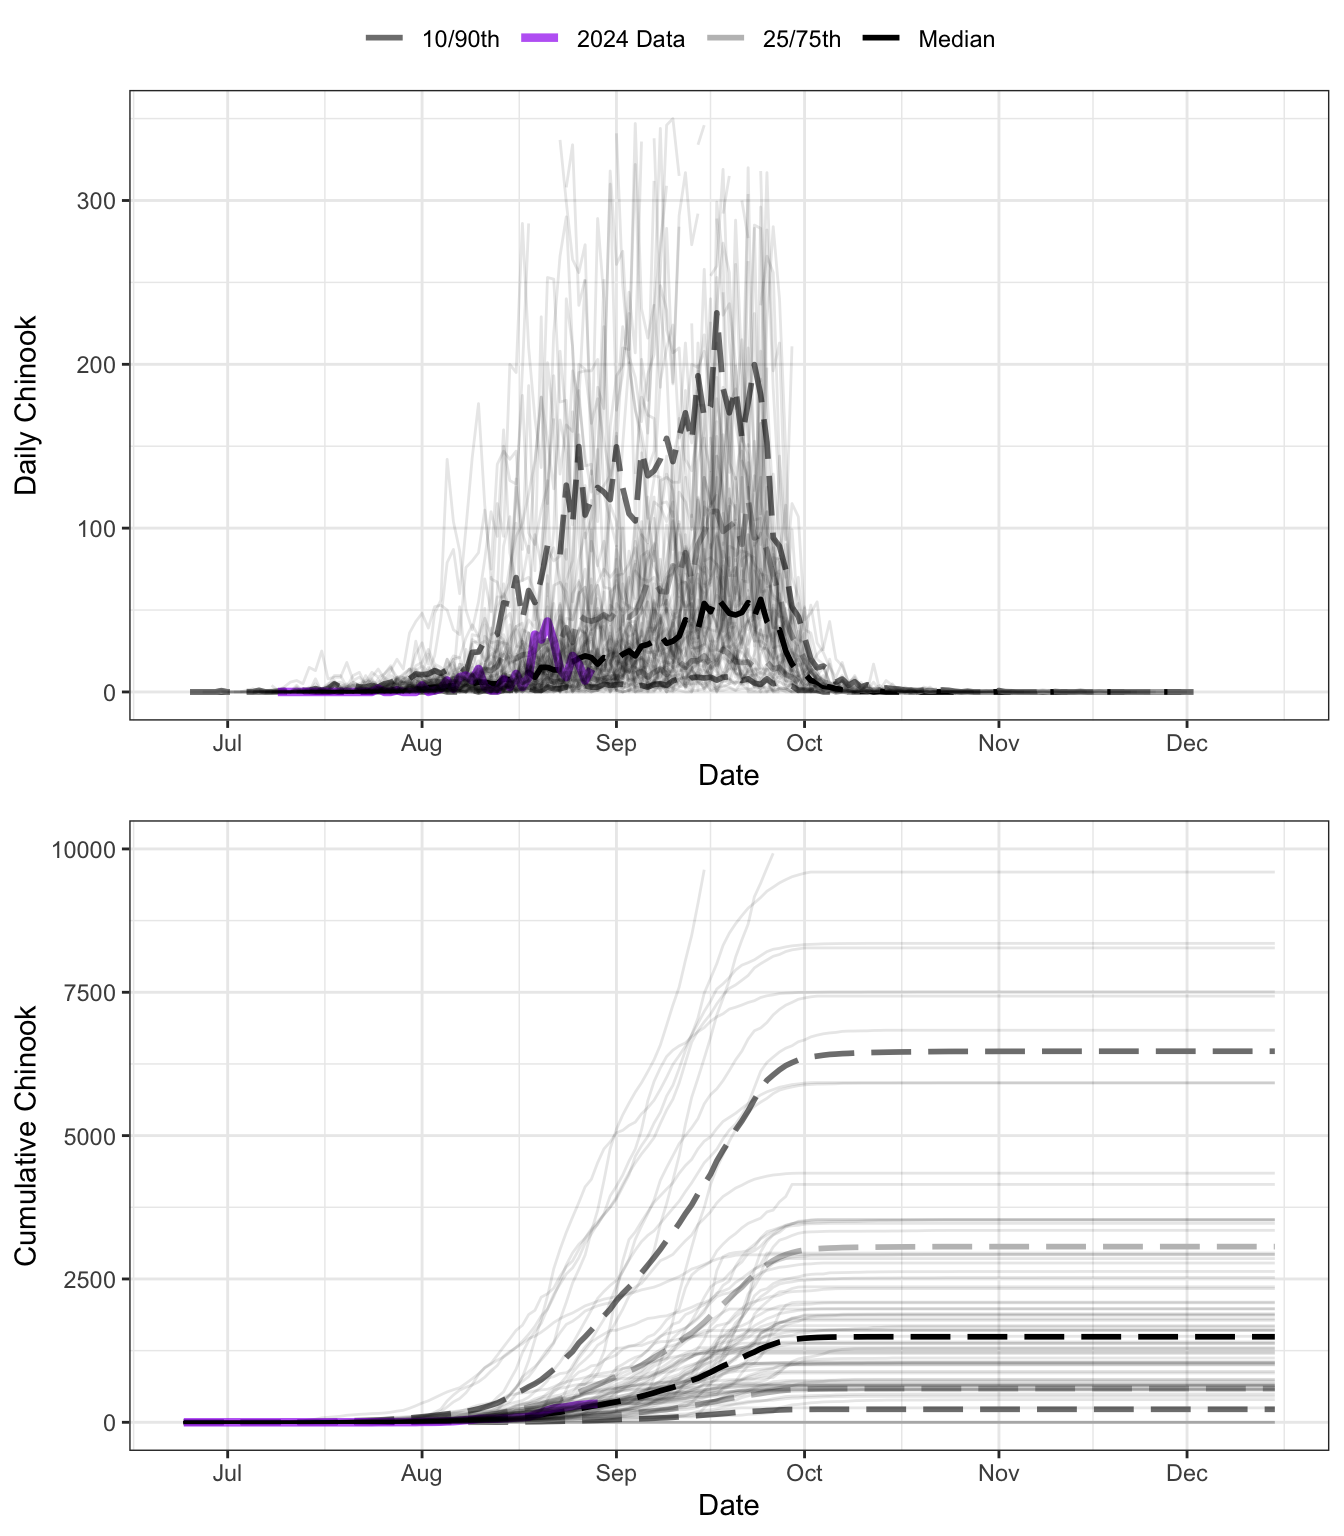 10/90th 2024 Data 25/75th Median
300
200
100
0
Daily Chinook
Jul Aug Sep Oct Nov Dec
Date
10000
7500
5000
2500
0
Cumulative Chinook
Jul Aug Sep Oct Nov Dec
Date